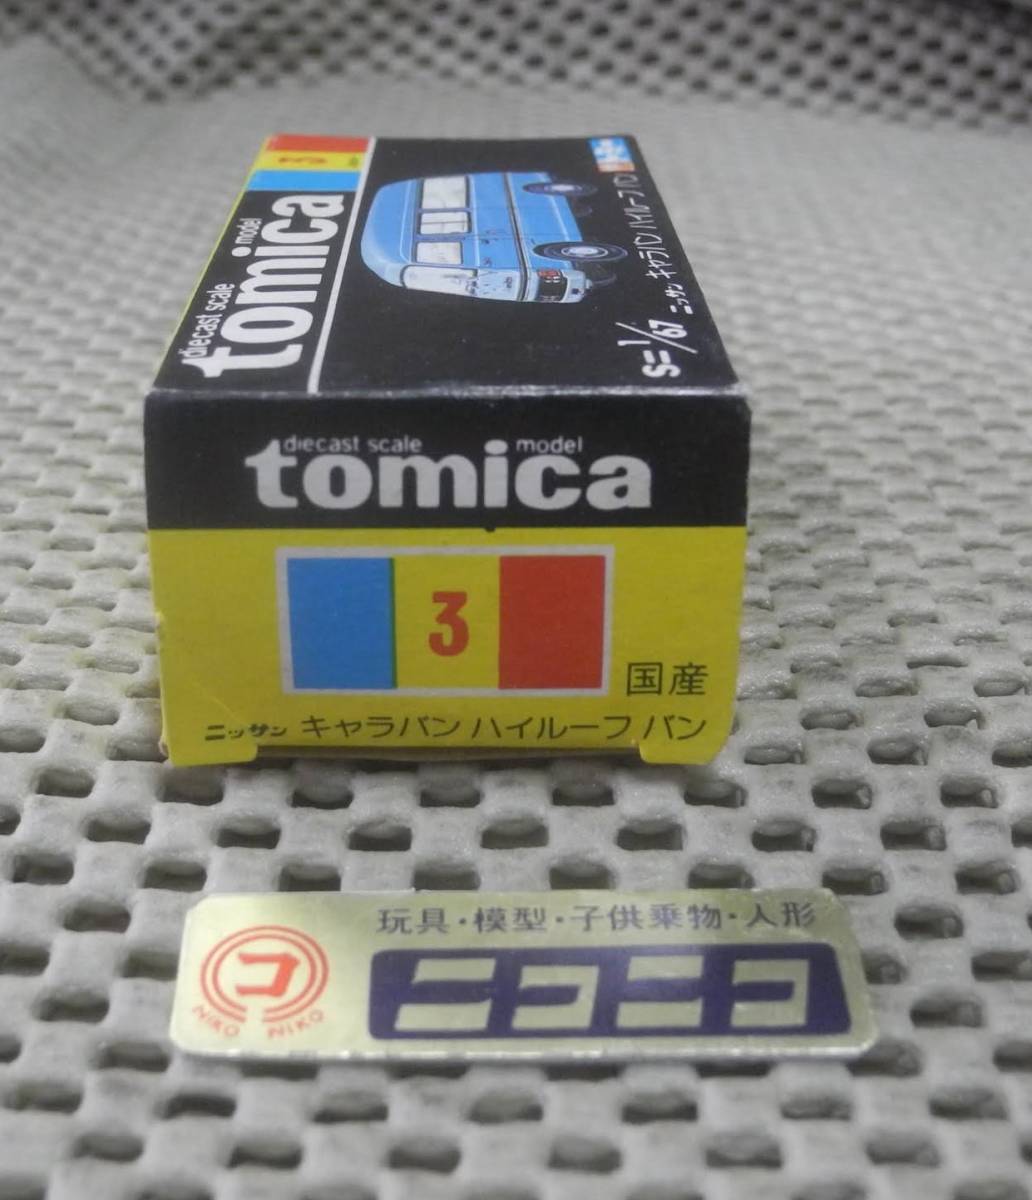 3
diecast scale model
tomica
S=1/67 ニッサン キャラバン ハイルーフ バン
diecast scale model
tomica
3
国産
ニッサン キャラバン ハイルーフ バン
玩具・模型・子供乗物・人形
コ
NIKO NIKO
ニコニコ